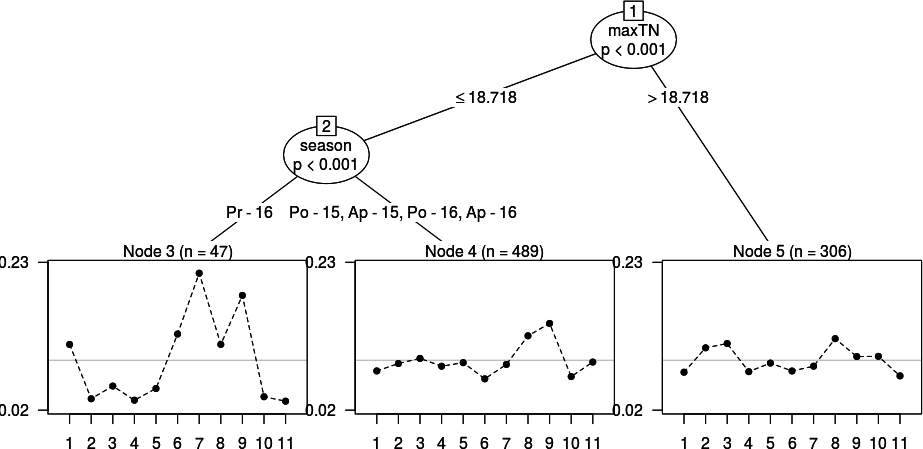 1
maxTN
p < 0.001
≤ 18.718
> 18.718
2
season
p < 0.001
Pr - 16
Po - 15, Ap - 15, Po - 16, Ap - 16
Node 3 (n = 47)
Node 4 (n = 489)
Node 5 (n = 306)
0.23
0.23
0.23
0.02
0.02
0.02
1 2 3 4 5 6 7 8 9 10 11
1 2 3 4 5 6 7 8 9 10 11
1 2 3 4 5 6 7 8 9 10 11